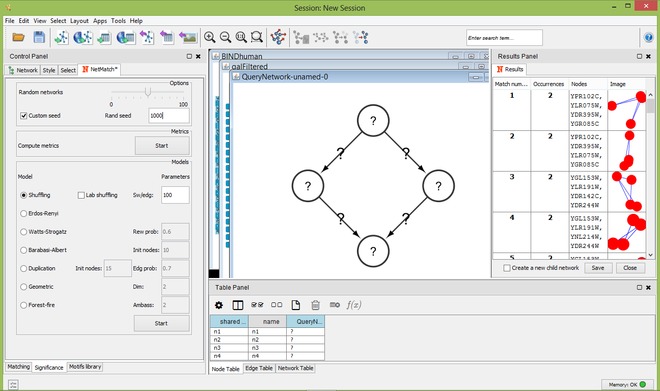 Session: New Session
File Edit View Select Layout Apps Tools Help
Enter search term...
Control Panel
Network Style Select NetMatch*
Options
Random networks
0 100
Custom seed Rand seed 1000
Metrics
Compute metrics Start
Models
Model Parameters
Shuffling Lab shuffling Sw/edg: 100
Erdos-Renyi
Watts-Strogatz Rew prob: 0.6
Barabasi-Albert Init nodes: 10
Duplication Init nodes: 15 Edg prob: 0.7
Geometric Dim: 2
Forest-fire Ambass: 2
Start
Matching Significance Motifs library
BINDhuman
galFiltered
QueryNetwork-unamed-0
?
? ?
? ?
? ?
?
Table Panel
f(x)
shared ... name QueryN...
n1 n1 ?
n2 n2 ?
n3 n3 ?
n4 n4 ?
Node Table Edge Table Network Table
Results Panel
Results
Match num... Occurrences Nodes Image
1 2 YPR102C,
YLR075W,
YDR395W,
YGR085C
2 2 YPR102C,
YDR395W,
YLR075W,
YGR085C
3 2 YGL153W,
YLR191W,
YDR142C,
YDR244W
4 2 YGL153W,
YLR191W,
YNL214W,
YDR244W
5 2 YGL153W,
Create a new child network Save Close
Memory: OK